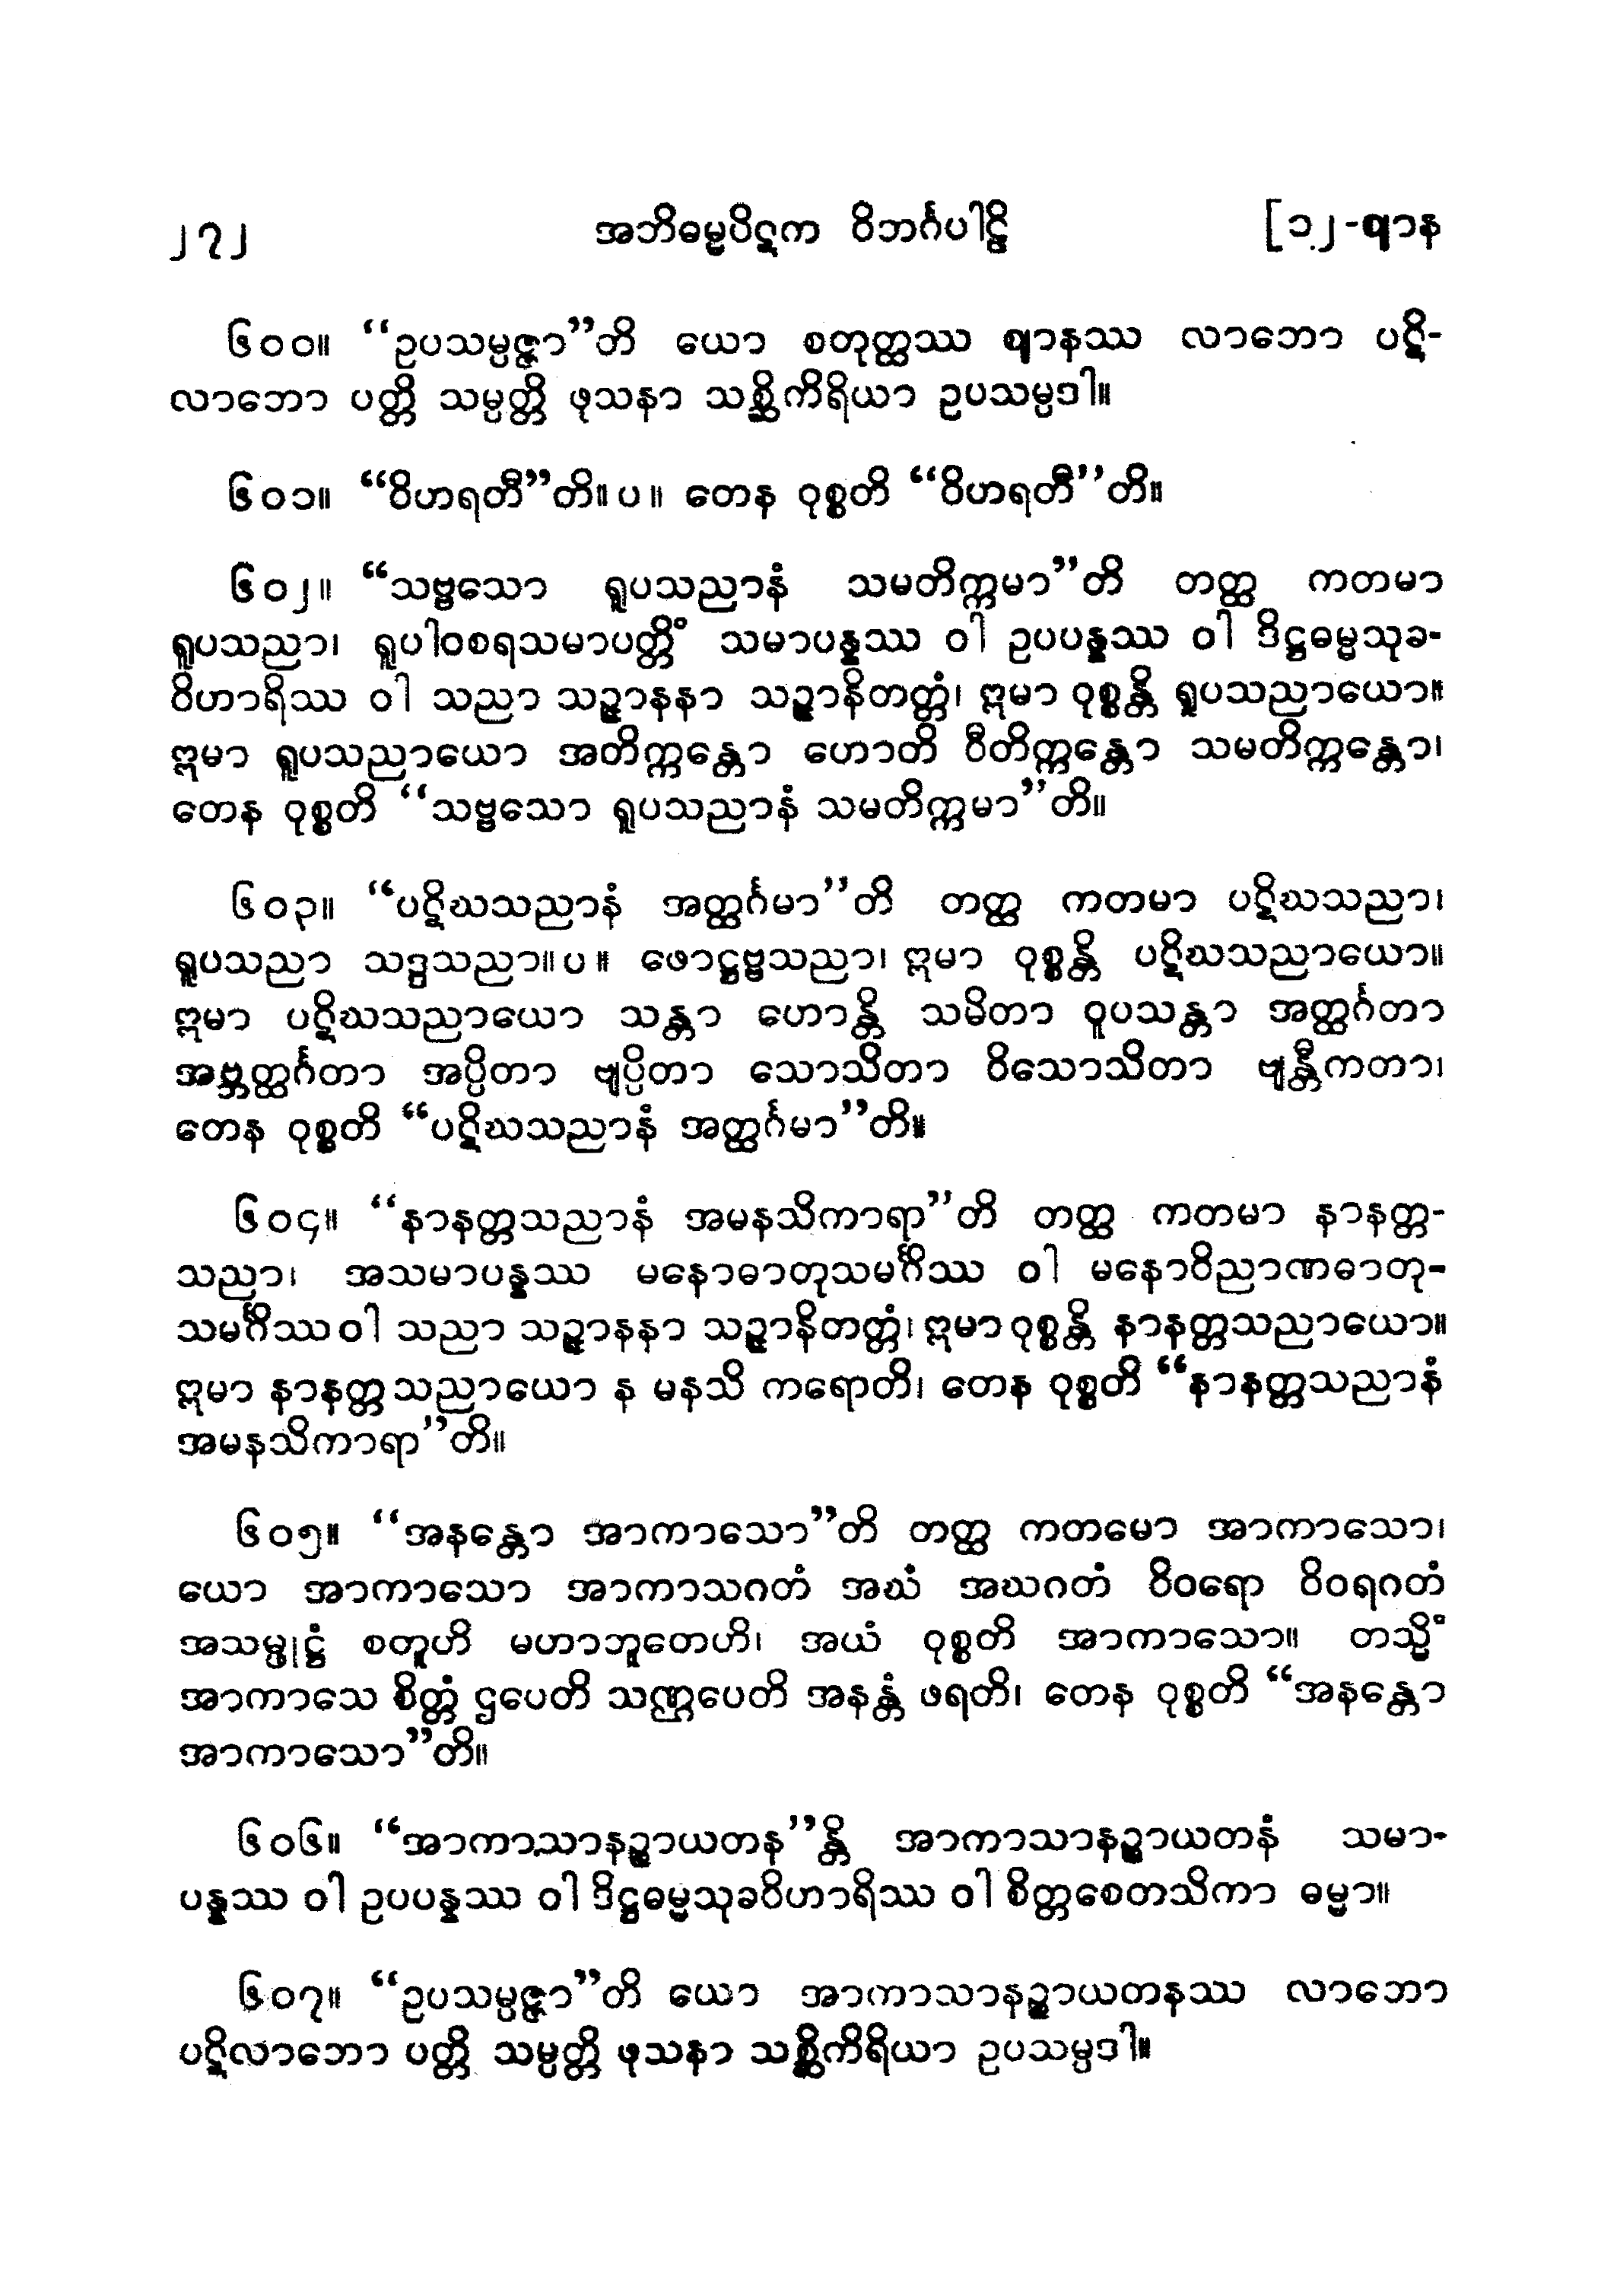 ၂၇၂ အဘိဓမ္မပိဋက ဝိဘင်္ဂပါဠိ [၁၂-ဈာန
၆၀၀။ “ဥပသမ္ပဇ္ဇာ”တိ ယော စတုတ္ထဿ ဈာနဿ လာဘော ပဋိ-
လာဘော ပတ္တိ သမ္ပတ္တိ ဖုသနာ သစ္ဆိကိရိယာ ဥပသမ္ပဒါ။
၆၀၁။ “ဝိဟရတီ”တိ။ပ။ တေန ဝုစ္စတိ “ဝိဟရတီ”တိ။
၆၀၂။ “သဗ္ဗသော ရူပသညာနံ သမတိက္ကမာ”တိ တတ္ထ ကတမာ
ရူပသညာ၊ ရူပါဝစရသမာပတ္တိံ သမာပန္နဿ ဝါ ဥပပန္နဿ ဝါ ဒိဋ္ဌဓမ္မသုခ-
ဝိဟာရိဿ ဝါ သညာ သဉ္ဇာနနာ သဉ္ဇာနိတတ္တံ၊ ဣမာ ဝုစ္စန္တိ ရူပသညာယော။
ဣမာ ရူပသညာယော အတိက္ကန္တော ဟောတိ ဝီတိက္ကန္တော သမတိက္ကန္တော၊
တေန ဝုစ္စတိ “သဗ္ဗသော ရူပသညာနံ သမတိက္ကမာ”တိ။
၆၀၃။ “ပဋိဃသညာနံ အတ္ထင်္ဂမာ”တိ တတ္ထ ကတမာ ပဋိဃသညာ၊
ရူပသညာ သဒ္ဒသညာ။ပ။ ဖောဋ္ဌဗ္ဗသညာ၊ ဣမာ ဝုစ္စန္တိ ပဋိဃသညာယော။
ဣမာ ပဋိဃသညာယော သန္တာ ဟောန္တိ သမိတာ ဝူပသန္တာ အတ္ထင်္ဂတာ
အဗ္ဘတ္ထင်္ဂတာ အပ္ပိတာ ဗျပ္ပိတာ သောသိတာ ဝိသောသိတာ ဗျန္တီကတာ၊
တေန ဝုစ္စတိ “ပဋိဃသညာနံ အတ္ထင်္ဂမာ”တိ။
၆၀၄။ “နာနတ္တသညာနံ အမနသိကာရာ”တိ တတ္ထ ကတမာ နာနတ္တ-
သညာ၊ အသမာပန္နဿ မနောဓာတုသမင်္ဂိဿ ဝါ မနောဝိညာဏဓာတု-
သမင်္ဂိဿ ဝါ သညာ သဉ္ဇာနနာ သဉ္ဇာနိတတ္တံ၊ ဣမာ ဝုစ္စန္တိ နာနတ္တသညာယော။
ဣမာ နာနတ္တသညာယော န မနသိ ကရောတိ၊ တေန ဝုစ္စတိ “နာနတ္တသညာနံ
အမနသိကာရာ”တိ။
၆၀၅။ “အနန္တော အာကာသော”တိ တတ္ထ ကတမော အာကာသော၊
ယော အာကာသော အာကာသဂတံ အဃံ အဃဂတံ ဝိဝရော ဝိဝရဂတံ
အသမ္ဖုဋ္ဌံ စတူဟိ မဟာဘူတေဟိ၊ အယံ ဝုစ္စတိ အာကာသော။ တသ္မိံ
အာကာသေ စိတ္တံ ဌပေတိ သဏ္ဌပေတိ အနန္တံ ဖရတိ၊ တေန ဝုစ္စတိ “အနန္တော
အာကာသော”တိ။
၆၀၆။ “အာကာသာနဉ္စာယတန”န္တိ အာကာသာနဉ္စာယတနံ သမာ-
ပန္နဿ ဝါ ဥပပန္နဿ ဝါ ဒိဋ္ဌဓမ္မသုခဝိဟာရိဿ ဝါ စိတ္တစေတသိကာ ဓမ္မာ။
၆၀၇။ “ဥပသမ္ပဇ္ဇာ”တိ ယော အာကာသာနဉ္စာယတနဿ လာဘော
ပဋိလာဘော ပတ္တိ သမ္ပတ္တိ ဖုသနာ သစ္ဆိကိရိယာ ဥပသမ္ပဒါ။